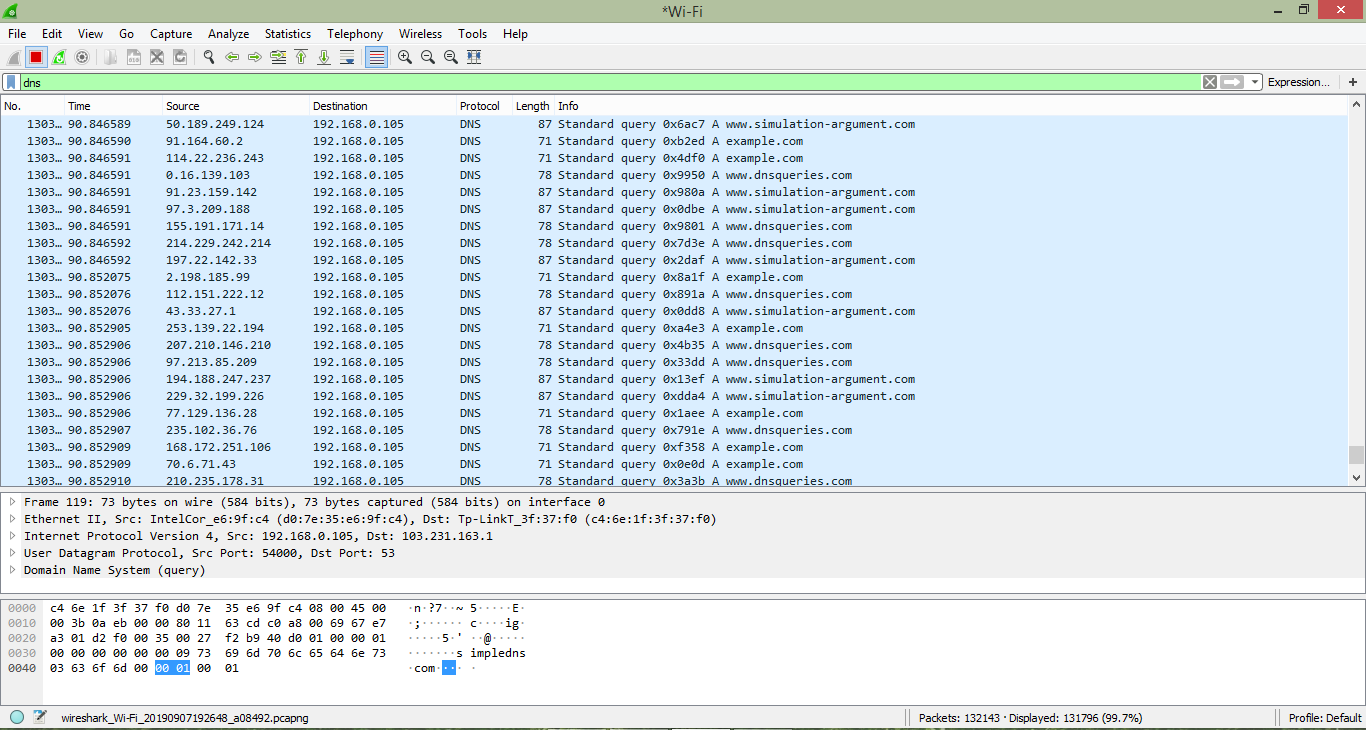 *Wi-Fi
File Edit View Go Capture Analyze Statistics Telephony Wireless Tools Help
dns Expression... +
No. Time Source Destination Protocol Length Info
1303… 90.846589 50.189.249.124 192.168.0.105 DNS 87 Standard query 0x6ac7 A www.simulation-argument.com
1303… 90.846590 91.164.60.2 192.168.0.105 DNS 71 Standard query 0xb2ed A example.com
1303… 90.846591 114.22.236.243 192.168.0.105 DNS 71 Standard query 0x4df0 A example.com
1303… 90.846591 0.16.139.103 192.168.0.105 DNS 78 Standard query 0x9950 A www.dnsqueries.com
1303… 90.846591 91.23.159.142 192.168.0.105 DNS 87 Standard query 0x980a A www.simulation-argument.com
1303… 90.846591 97.3.209.188 192.168.0.105 DNS 87 Standard query 0x0dbe A www.simulation-argument.com
1303… 90.846591 155.191.171.14 192.168.0.105 DNS 78 Standard query 0x9801 A www.dnsqueries.com
1303… 90.846592 214.229.242.214 192.168.0.105 DNS 78 Standard query 0x7d3e A www.dnsqueries.com
1303… 90.846592 197.22.142.33 192.168.0.105 DNS 87 Standard query 0x2daf A www.simulation-argument.com
1303… 90.852075 2.198.185.99 192.168.0.105 DNS 71 Standard query 0x8a1f A example.com
1303… 90.852076 112.151.222.12 192.168.0.105 DNS 78 Standard query 0x891a A www.dnsqueries.com
1303… 90.852076 43.33.27.1 192.168.0.105 DNS 87 Standard query 0x0dd8 A www.simulation-argument.com
1303… 90.852905 253.139.22.194 192.168.0.105 DNS 71 Standard query 0xa4e3 A example.com
1303… 90.852906 207.210.146.210 192.168.0.105 DNS 78 Standard query 0x4b35 A www.dnsqueries.com
1303… 90.852906 97.213.85.209 192.168.0.105 DNS 78 Standard query 0x33dd A www.dnsqueries.com
1303… 90.852906 194.188.247.237 192.168.0.105 DNS 87 Standard query 0x13ef A www.simulation-argument.com
1303… 90.852906 229.32.199.226 192.168.0.105 DNS 87 Standard query 0xdda4 A www.simulation-argument.com
1303… 90.852906 77.129.136.28 192.168.0.105 DNS 71 Standard query 0x1aee A example.com
1303… 90.852907 235.102.36.76 192.168.0.105 DNS 78 Standard query 0x791e A www.dnsqueries.com
1303… 90.852909 168.172.251.106 192.168.0.105 DNS 71 Standard query 0xf358 A example.com
1303… 90.852909 70.6.71.43 192.168.0.105 DNS 71 Standard query 0x0e0d A example.com
1303… 90.852910 210.235.178.31 192.168.0.105 DNS 78 Standard query 0x3a3b A www.dnsqueries.com
Frame 119: 73 bytes on wire (584 bits), 73 bytes captured (584 bits) on interface 0
Ethernet II, Src: IntelCor_e6:9f:c4 (d0:7e:35:e6:9f:c4), Dst: Tp-LinkT_3f:37:f0 (c4:6e:1f:3f:37:f0)
Internet Protocol Version 4, Src: 192.168.0.105, Dst: 103.231.163.1
User Datagram Protocol, Src Port: 54000, Dst Port: 53
Domain Name System (query)
0000 c4 6e 1f 3f 37 f0 d0 7e 35 e6 9f c4 08 00 45 00 ·n·?7··~ 5·····E·
0010 00 3b 0a eb 00 00 80 11 63 cd c0 a8 00 69 67 e7 ·;······ c····ig·
0020 a3 01 d2 f0 00 35 00 27 f2 b9 40 d0 01 00 00 01 ·····5·' ··@·····
0030 00 00 00 00 00 00 09 73 69 6d 70 6c 65 64 6e 73 ·······s impledns
0040 03 63 6f 6d 00 00 01 00 01 ·com···· ·
wireshark_Wi-Fi_20190907192648_a08492.pcapng Packets: 132143 · Displayed: 131796 (99.7%) Profile: Default